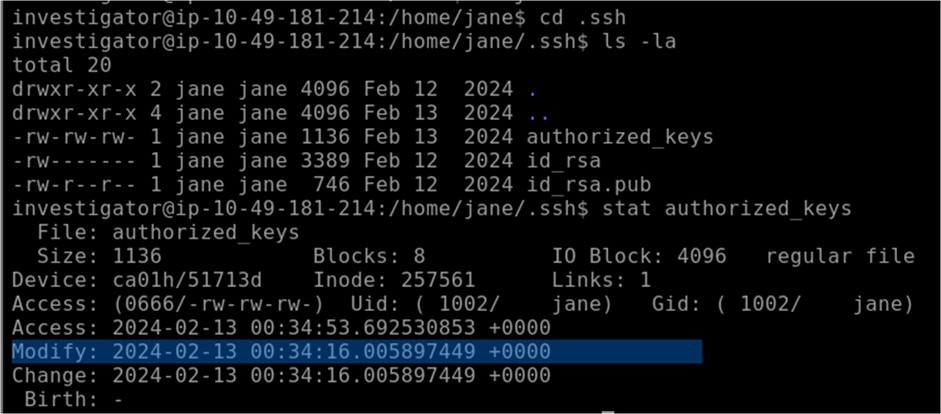 investigator@ip-10-49-181-214:/home/jane$ cd .ssh
investigator@ip-10-49-181-214:/home/jane/.ssh$ ls -la
total 20
drwxr-xr-x 2 jane jane 4096 Feb 12  2024 .
drwxr-xr-x 4 jane jane 4096 Feb 13  2024 ..
-rw-rw-rw- 1 jane jane 1136 Feb 13  2024 authorized_keys
-rw------- 1 jane jane 3389 Feb 12  2024 id_rsa
-rw-r--r-- 1 jane jane  746 Feb 12  2024 id_rsa.pub
investigator@ip-10-49-181-214:/home/jane/.ssh$ stat authorized_keys
  File: authorized_keys
  Size: 1136      	Blocks: 8          IO Block: 4096   regular file
Device: ca01h/51713d	Inode: 257561      Links: 1
Access: (0666/-rw-rw-rw-)  Uid: ( 1002/    jane)   Gid: ( 1002/    jane)
Access: 2024-02-13 00:34:53.692530853 +0000
Modify: 2024-02-13 00:34:16.005897449 +0000
Change: 2024-02-13 00:34:16.005897449 +0000
 Birth: -